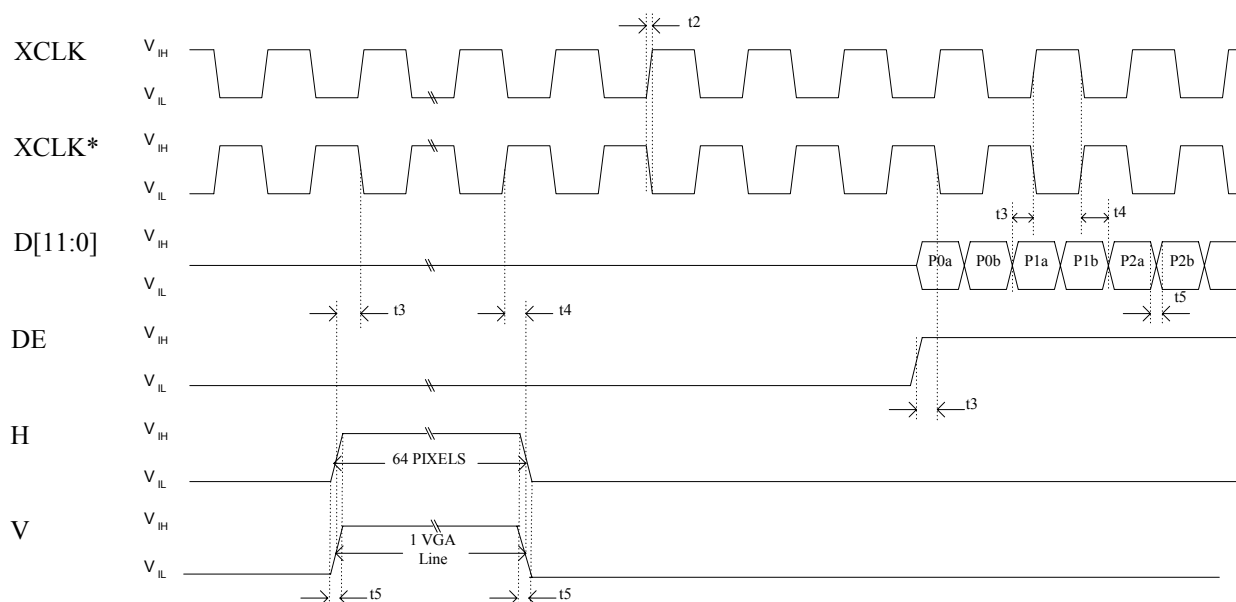 t2
XCLK
V IH
V IL
XCLK*
V IH
V IL
t3
t4
D[11:0]
V IH
V IL
P0a P0b P1a P1b P2a P2b
t5
t3
t4
DE
V IH
V IL
t3
H
V IH
V IL
64 PIXELS
V
V IH
V IL
1 VGA
Line
t5
t5